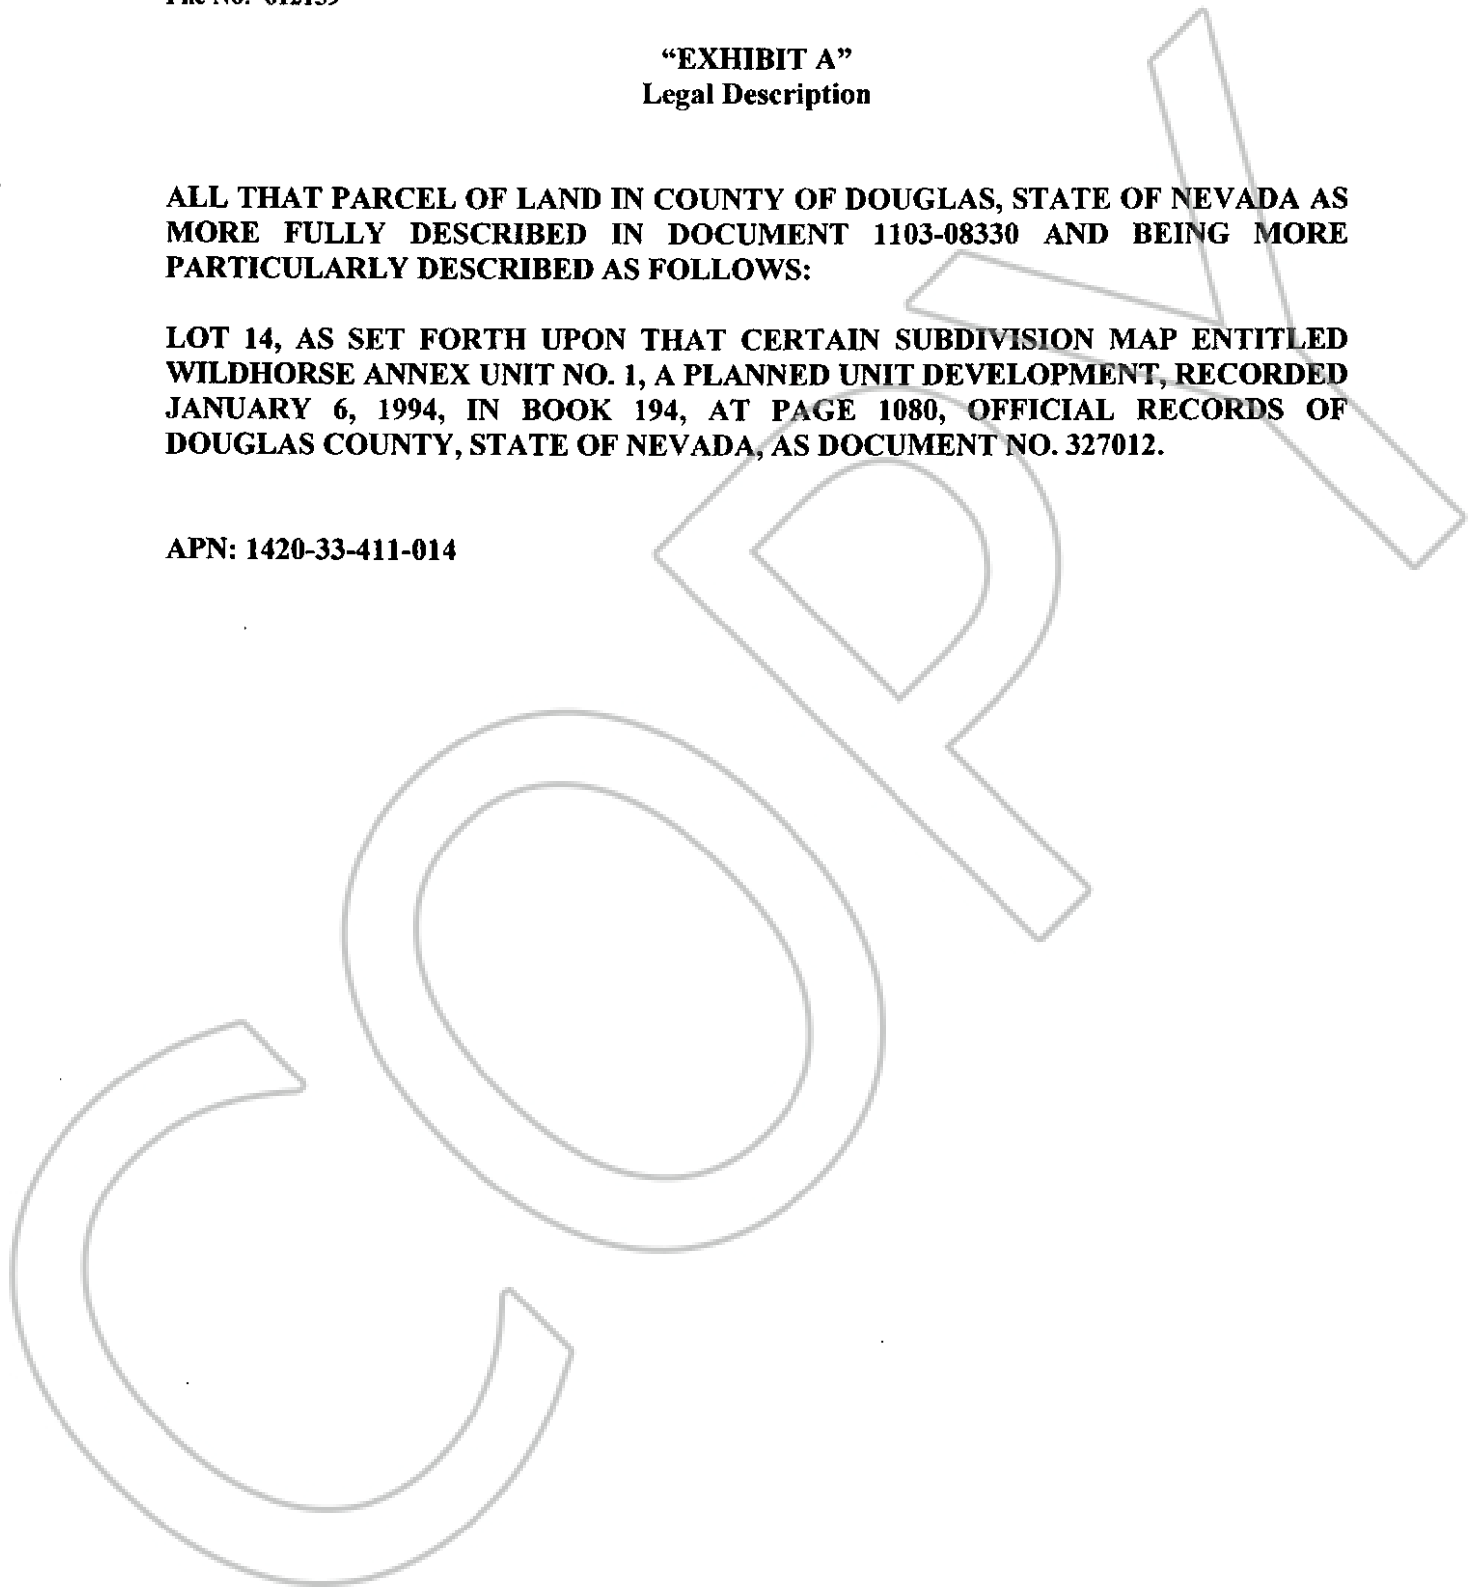 "EXHIBIT A"
Legal Description
ALL THAT PARCEL OF LAND IN COUNTY OF DOUGLAS, STATE OF NEVADA AS
MORE FULLY DESCRIBED IN DOCUMENT 1103-08330 AND BEING MORE
PARTICULARLY DESCRIBED AS FOLLOWS:
LOT 14, AS SET FORTH UPON THAT CERTAIN SUBDIVISION MAP ENTITLED
WILDHORSE ANNEX UNIT NO. 1, A PLANNED UNIT DEVELOPMENT, RECORDED
JANUARY 6, 1994, IN BOOK 194, AT PAGE 1080, OFFICIAL RECORDS OF
DOUGLAS COUNTY, STATE OF NEVADA, AS DOCUMENT NO. 327012.
APN: 1420-33-411-014
COPY